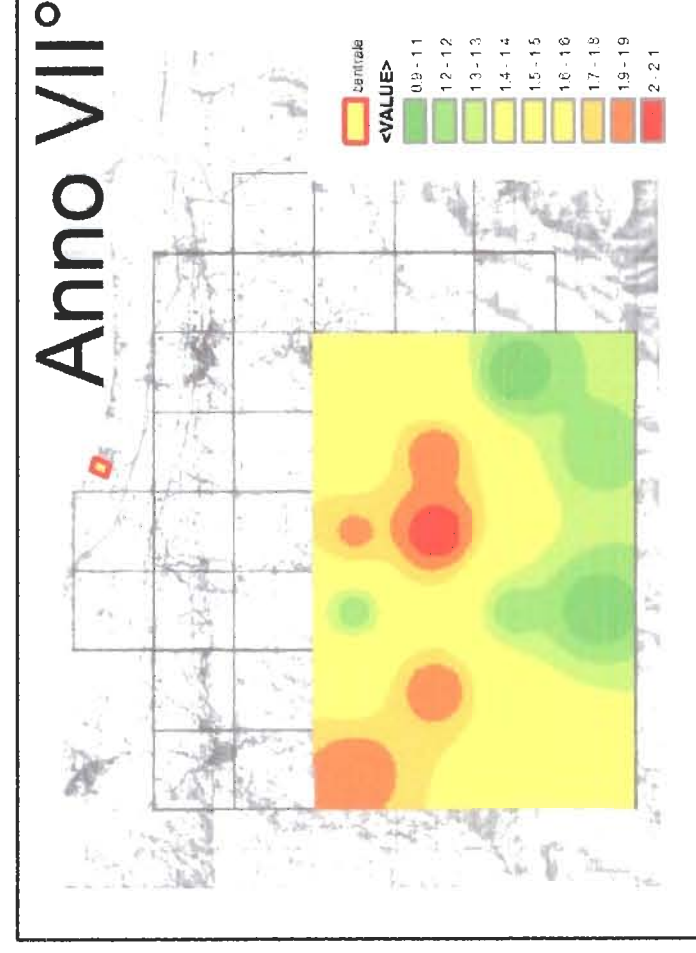 Anno VII°
centrale
<VALUE>
0.9 - 1.1
1.2 - 1.2
1.3 - 1.3
1.4 - 1.4
1.5 - 1.5
1.6 - 1.6
1.7 - 1.8
1.9 - 1.9
2 - 2.1